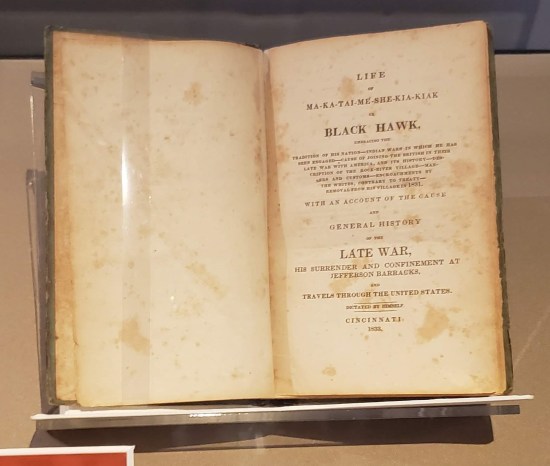 LIFE
OF
MA-KA-TAI-ME-SHE-KIA-KIAK
OR
BLACK HAWK,
EMBRACING THE
TRADITION OF HIS NATION—INDIAN WARS IN WHICH HE HAS
BEEN ENGAGED—CAUSE OF JOINING THE BRITISH IN THEIR
LATE WAR WITH AMERICA, AND ITS HISTORY—DES-
CRIPTION OF THE ROCK-RIVER VILLAGE—MAN-
NERS AND CUSTOMS—ENCROACHMENTS BY
THE WHITES, CONTRARY TO TREATY—
REMOVAL FROM HIS VILLAGE IN 1831.
WITH AN ACCOUNT OF THE CAUSE
AND
GENERAL HISTORY
OF THE
LATE WAR,
HIS SURRENDER AND CONFINEMENT AT
JEFFERSON BARRACKS,
AND
TRAVELS THROUGH THE UNITED STATES.
DICTATED BY HIMSELF
CINCINNATI
1833.